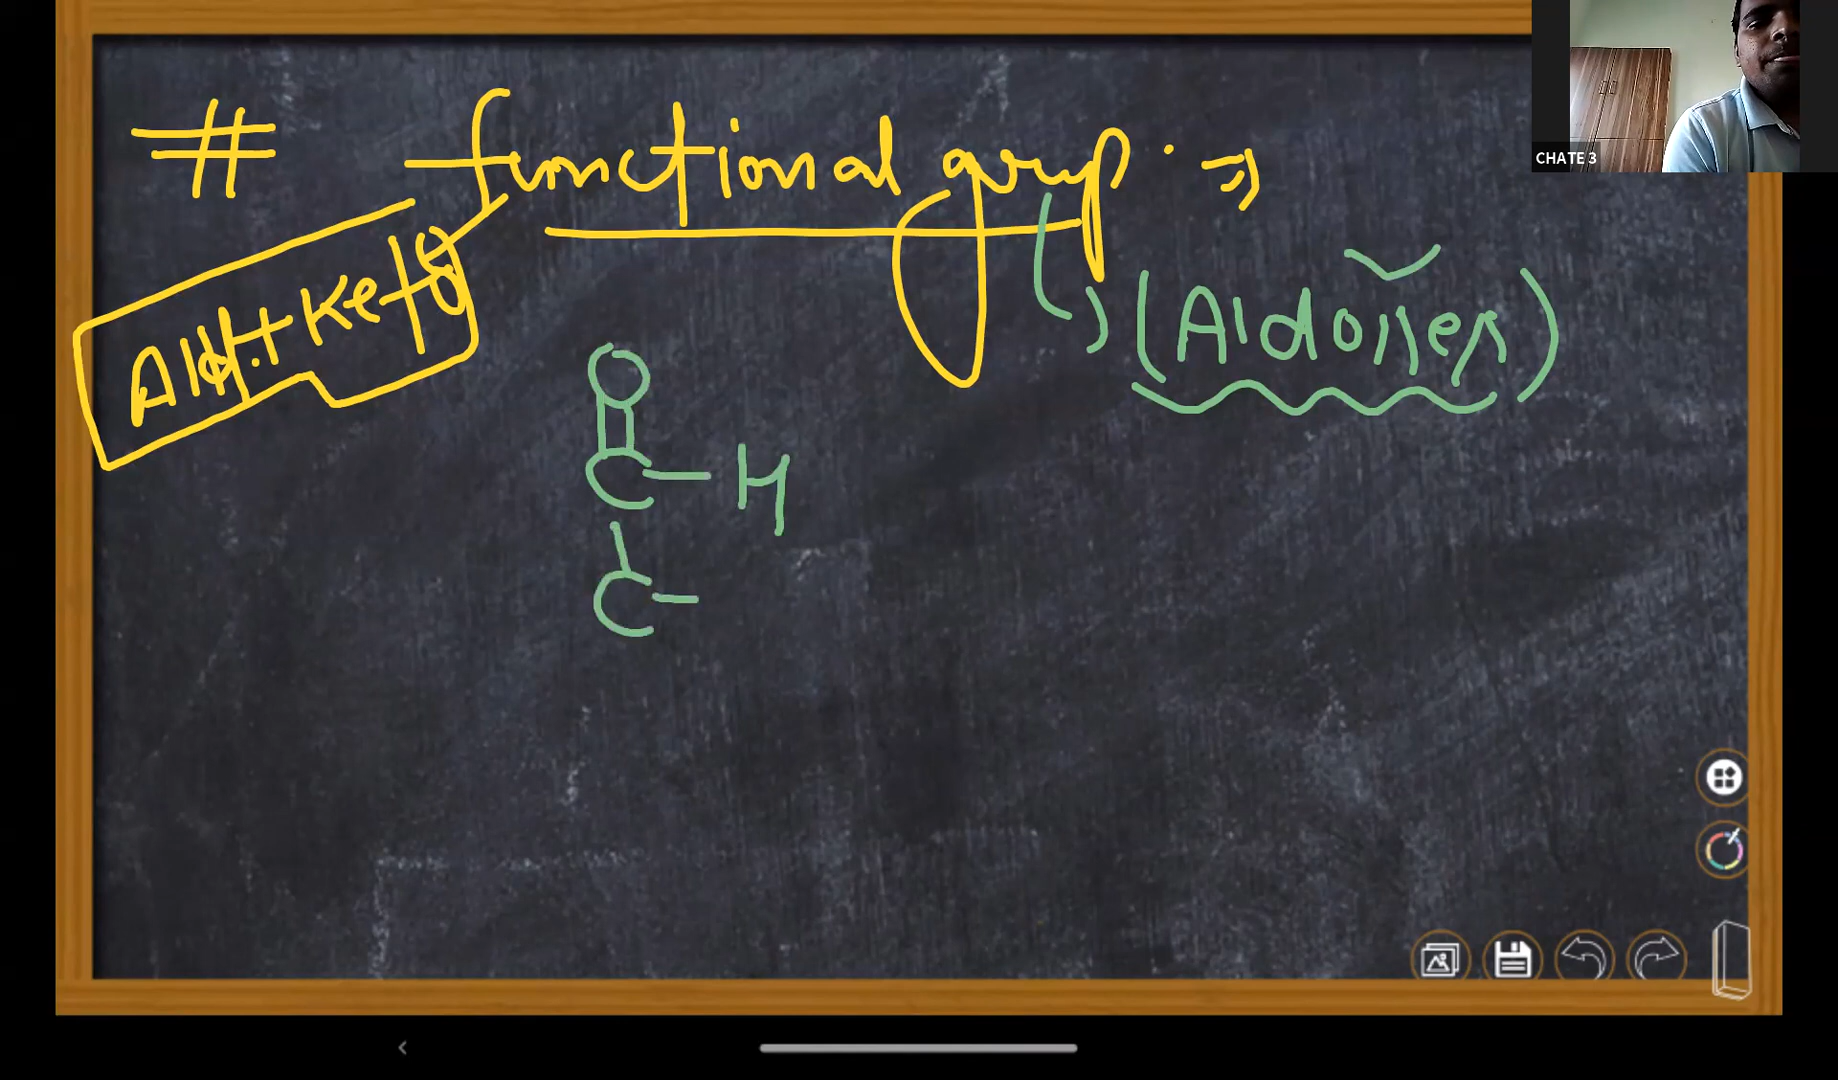 # functional grup. ⇒
Ald. + Keto
(Aldoses)
O
C — H
C —
CHATE 3